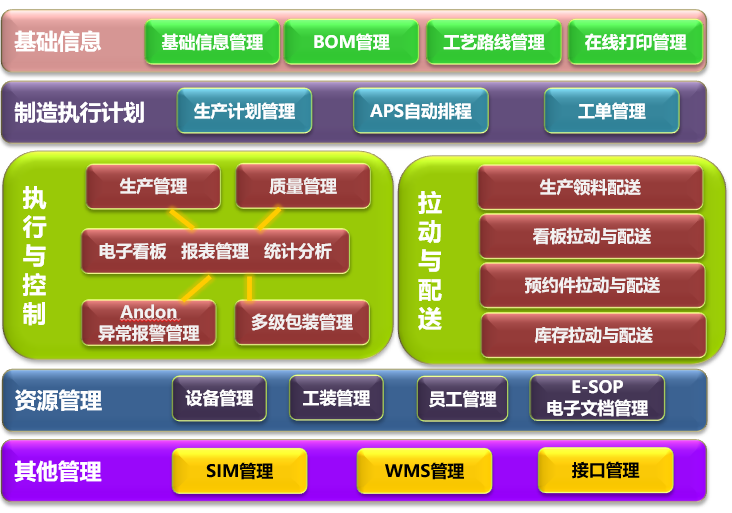 基础信息
基础信息管理
BOM管理
工艺路线管理
在线打印管理
制造执行计划
生产计划管理
APS自动排程
工单管理
执行与控制
生产管理
质量管理
电子看板 报表管理 统计分析
Andon
异常报警管理
多级包装管理
拉动与配送
生产领料配送
看板拉动与配送
预约件拉动与配送
库存拉动与配送
资源管理
设备管理
工装管理
员工管理
E-SOP
电子文档管理
其他管理
SIM管理
WMS管理
接口管理